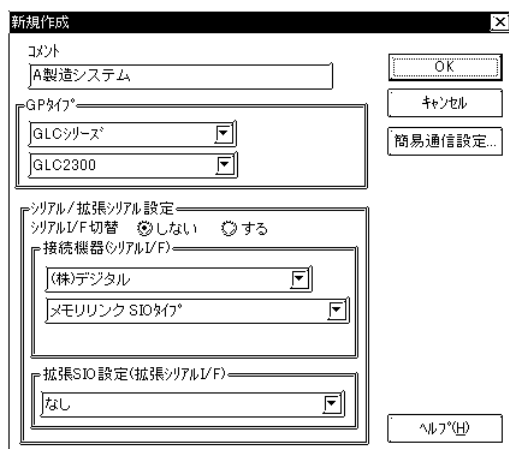 新規作成
コメント
A製造システム
OK
キャンセル
簡易通信設定...
GPタイプ
GLCシリーズ
GLC2300
シリアル/拡張シリアル設定
シリアルI/F切替 しない する
接続機器(シリアルI/F)
(株)デジタル
メモリリンク SIOタイプ
拡張SIO設定(拡張シリアルI/F)
なし
ヘルプ(H)